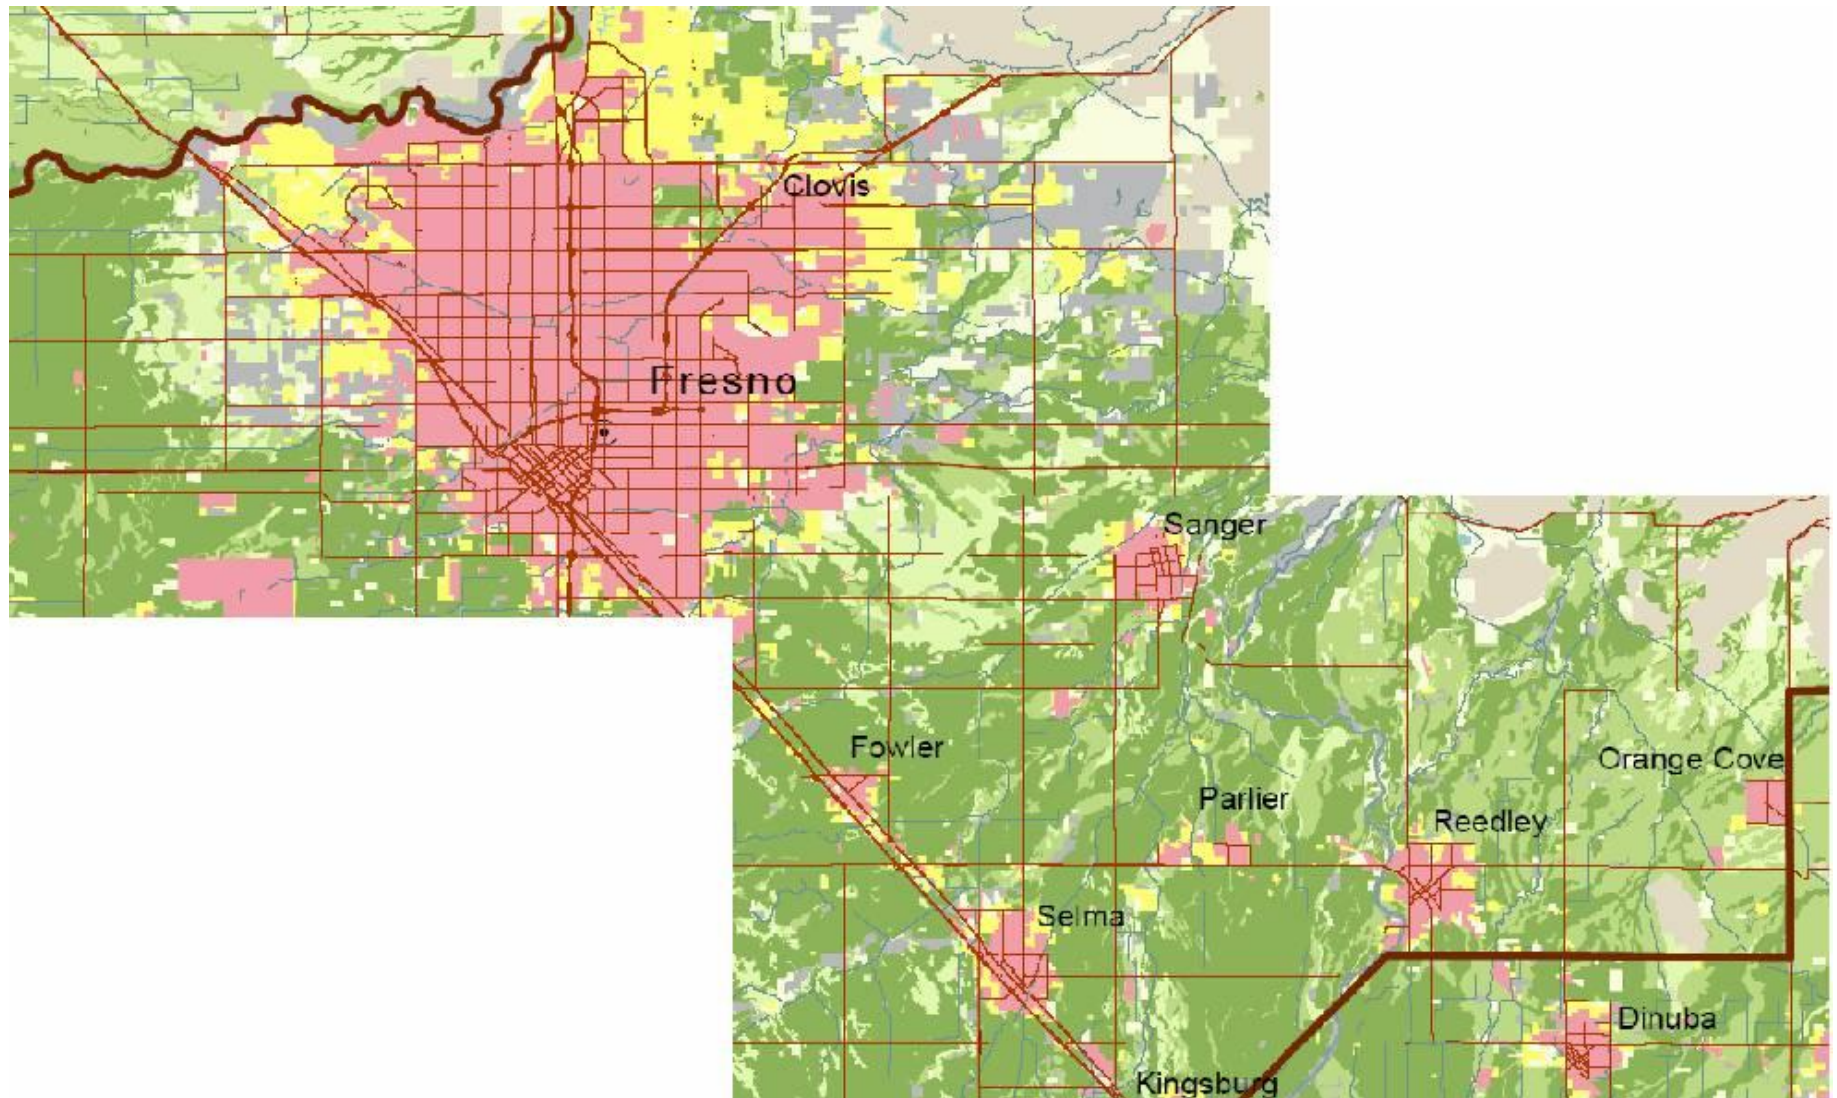 Clovis
Fresno
Sanger
Fowler
Orange Cove
Parlier
Reedley
Selma
Dinuba
Kingsburg